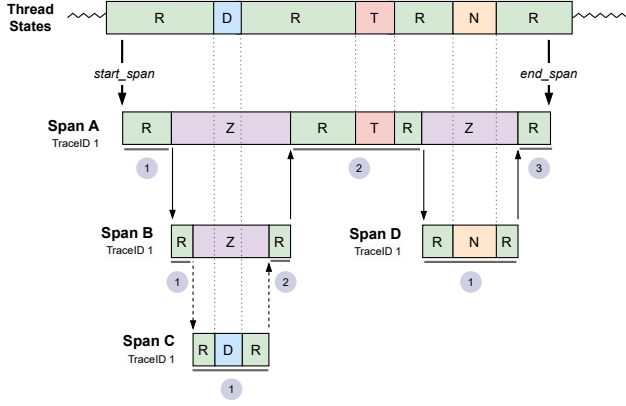 Thread
States
R D R T R N R
start_span
end_span
Span A
TraceID 1
R Z R T R Z R
1 2 3
Span B
TraceID 1
R Z R
Span D
TraceID 1
R N R
1 2 1
Span C
TraceID 1
R D R
1